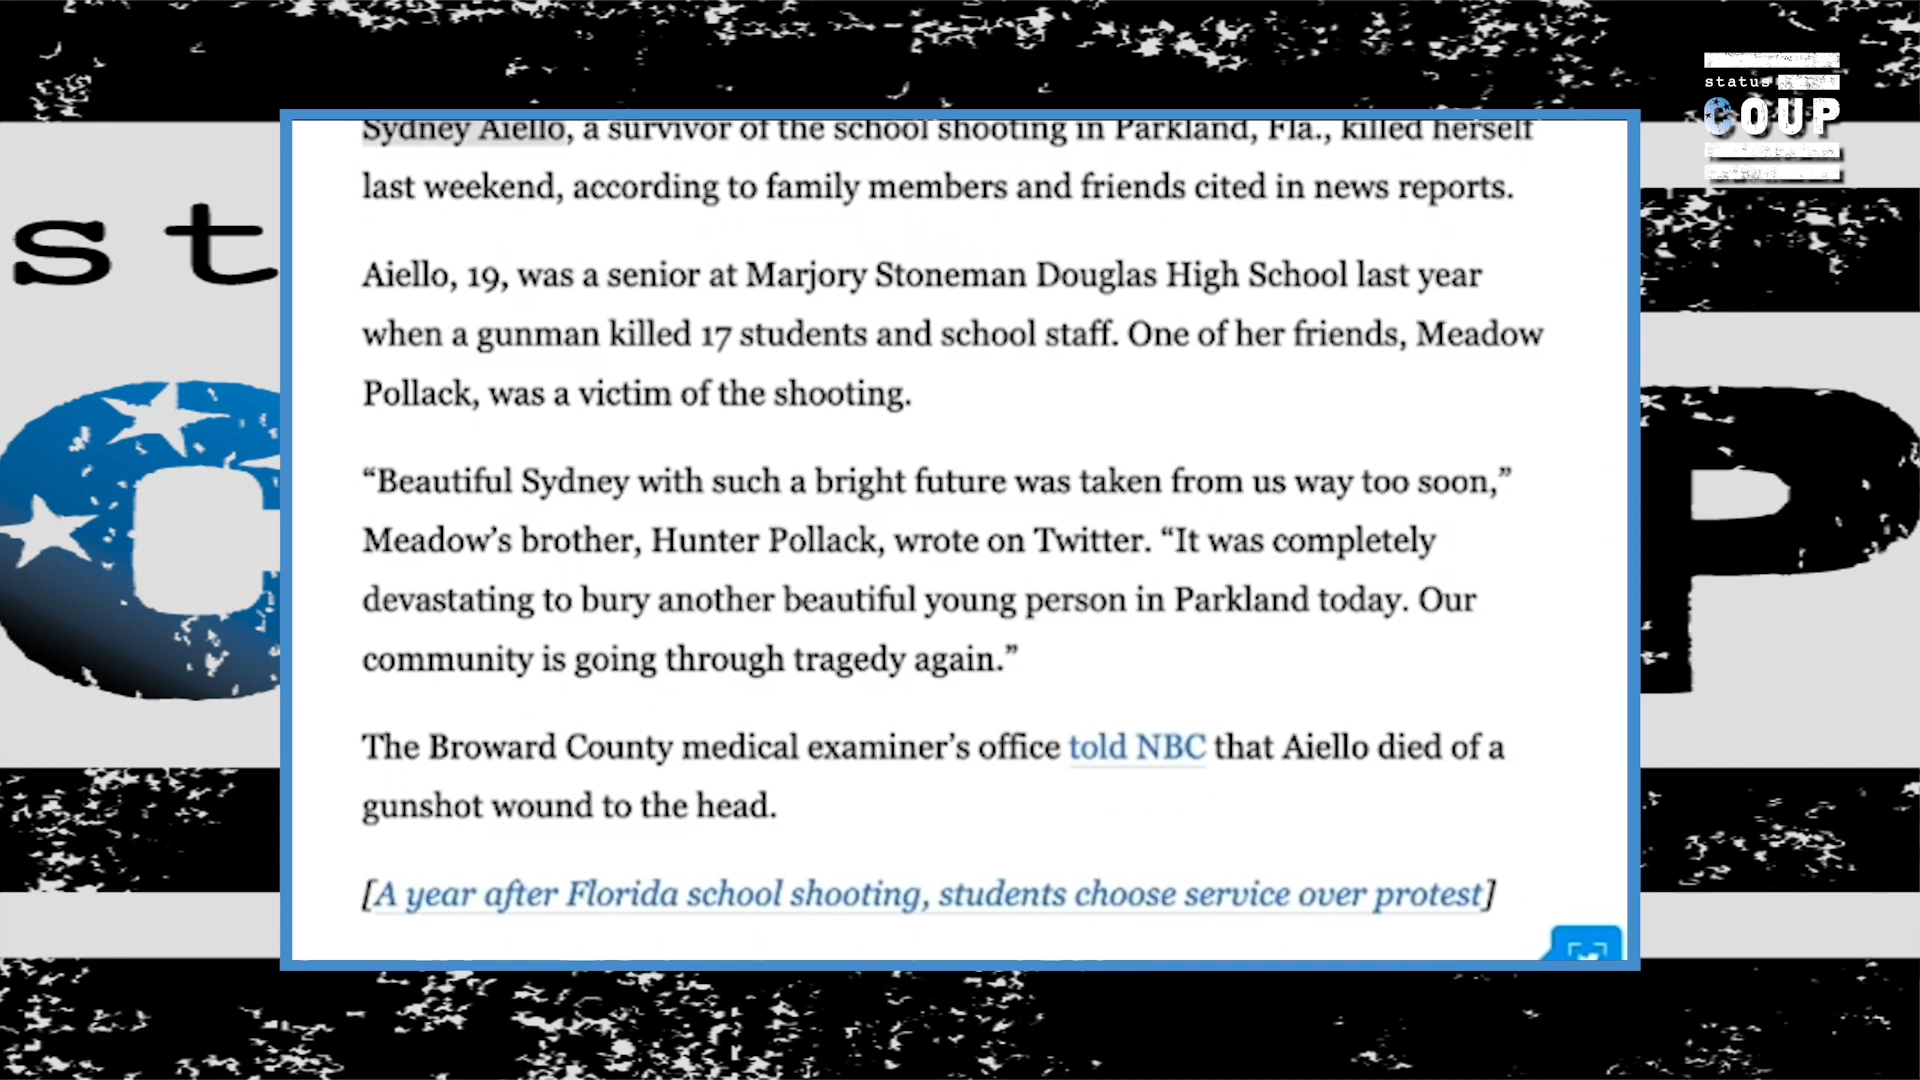 status
COUP
st
C
P
Sydney Aiello, a survivor of the school shooting in Parkland, Fla., killed herself
last weekend, according to family members and friends cited in news reports.
Aiello, 19, was a senior at Marjory Stoneman Douglas High School last year
when a gunman killed 17 students and school staff. One of her friends, Meadow
Pollack, was a victim of the shooting.
“Beautiful Sydney with such a bright future was taken from us way too soon,”
Meadow’s brother, Hunter Pollack, wrote on Twitter. “It was completely
devastating to bury another beautiful young person in Parkland today. Our
community is going through tragedy again.”
The Broward County medical examiner’s office told NBC that Aiello died of a
gunshot wound to the head.
[A year after Florida school shooting, students choose service over protest]